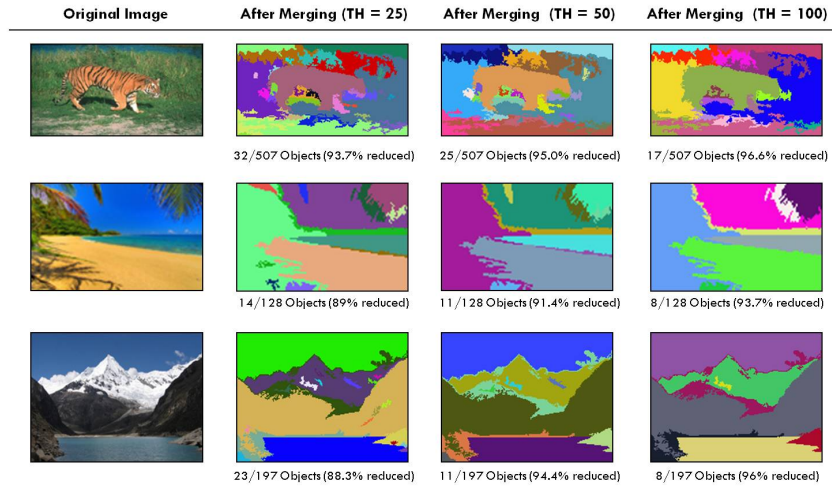 Original Image After Merging (TH = 25) After Merging (TH = 50) After Merging (TH = 100)
32/507 Objects (93.7% reduced) 25/507 Objects (95.0% reduced) 17/507 Objects (96.6% reduced)
14/128 Objects (89% reduced) 11/128 Objects (91.4% reduced) 8/128 Objects (93.7% reduced)
23/197 Objects (88.3% reduced) 11/197 Objects (94.4% reduced) 8/197 Objects (96% reduced)